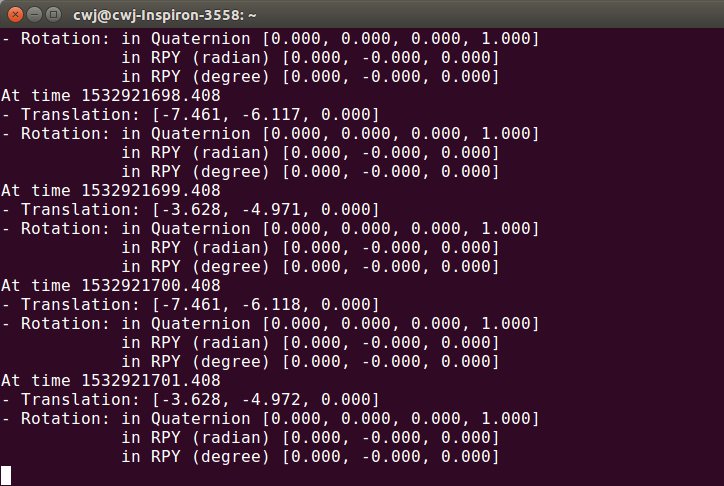 cwj@cwj-Inspiron-3558: ~
- Rotation: in Quaternion [0.000, 0.000, 0.000, 1.000]
            in RPY (radian) [0.000, -0.000, 0.000]
            in RPY (degree) [0.000, -0.000, 0.000]
At time 1532921698.408
- Translation: [-7.461, -6.117, 0.000]
- Rotation: in Quaternion [0.000, 0.000, 0.000, 1.000]
            in RPY (radian) [0.000, -0.000, 0.000]
            in RPY (degree) [0.000, -0.000, 0.000]
At time 1532921699.408
- Translation: [-3.628, -4.971, 0.000]
- Rotation: in Quaternion [0.000, 0.000, 0.000, 1.000]
            in RPY (radian) [0.000, -0.000, 0.000]
            in RPY (degree) [0.000, -0.000, 0.000]
At time 1532921700.408
- Translation: [-7.461, -6.118, 0.000]
- Rotation: in Quaternion [0.000, 0.000, 0.000, 1.000]
            in RPY (radian) [0.000, -0.000, 0.000]
            in RPY (degree) [0.000, -0.000, 0.000]
At time 1532921701.408
- Translation: [-3.628, -4.972, 0.000]
- Rotation: in Quaternion [0.000, 0.000, 0.000, 1.000]
            in RPY (radian) [0.000, -0.000, 0.000]
            in RPY (degree) [0.000, -0.000, 0.000]